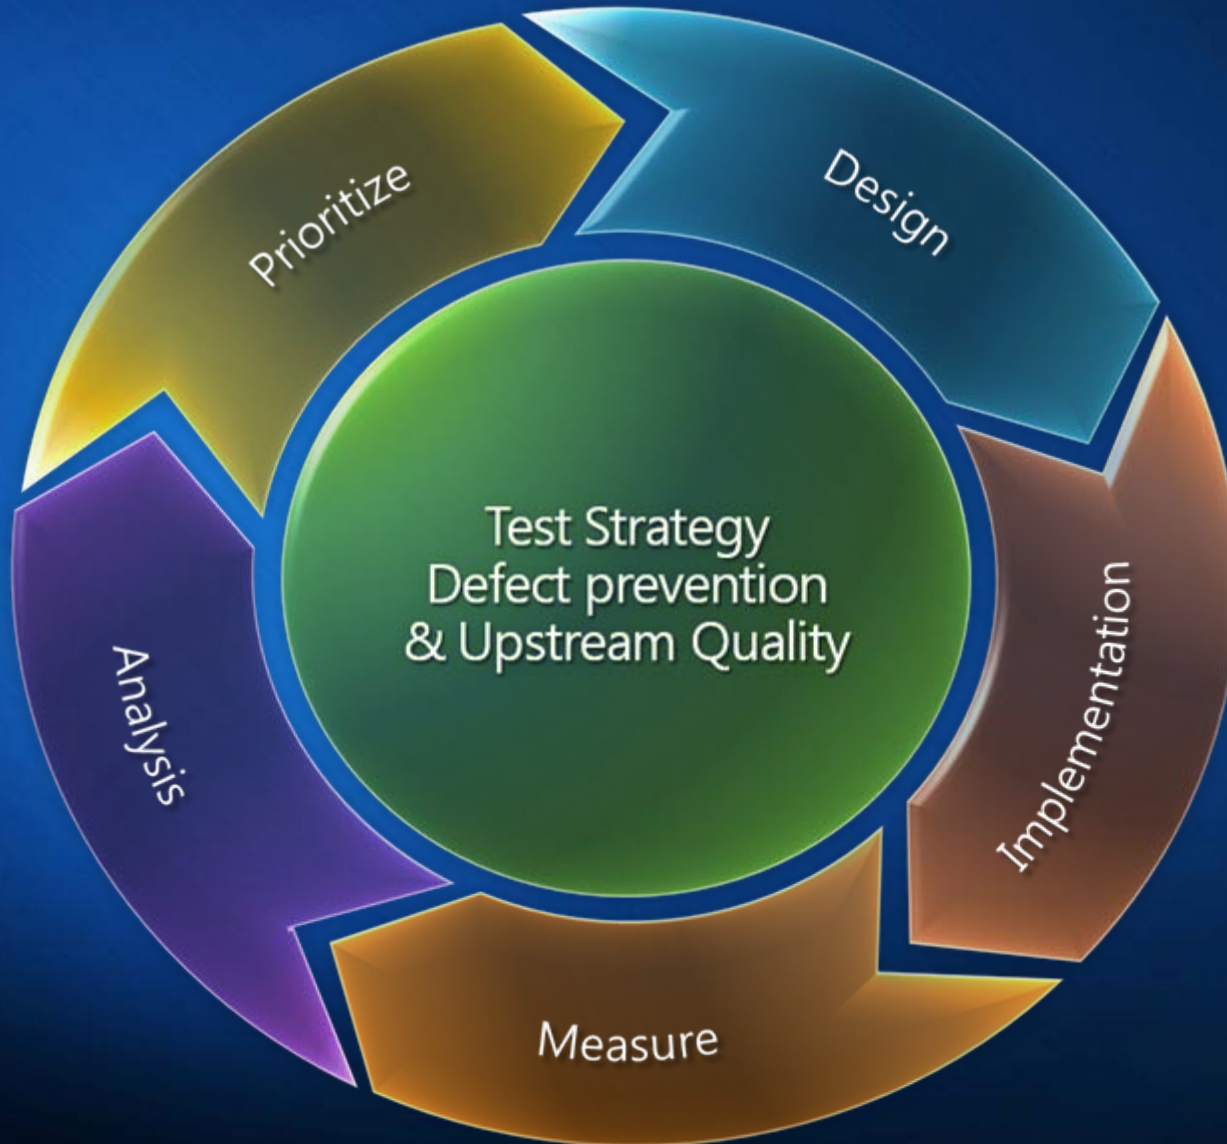 Prioritize
Design
Implementation
Measure
Analysis
Test Strategy
Defect prevention
& Upstream Quality